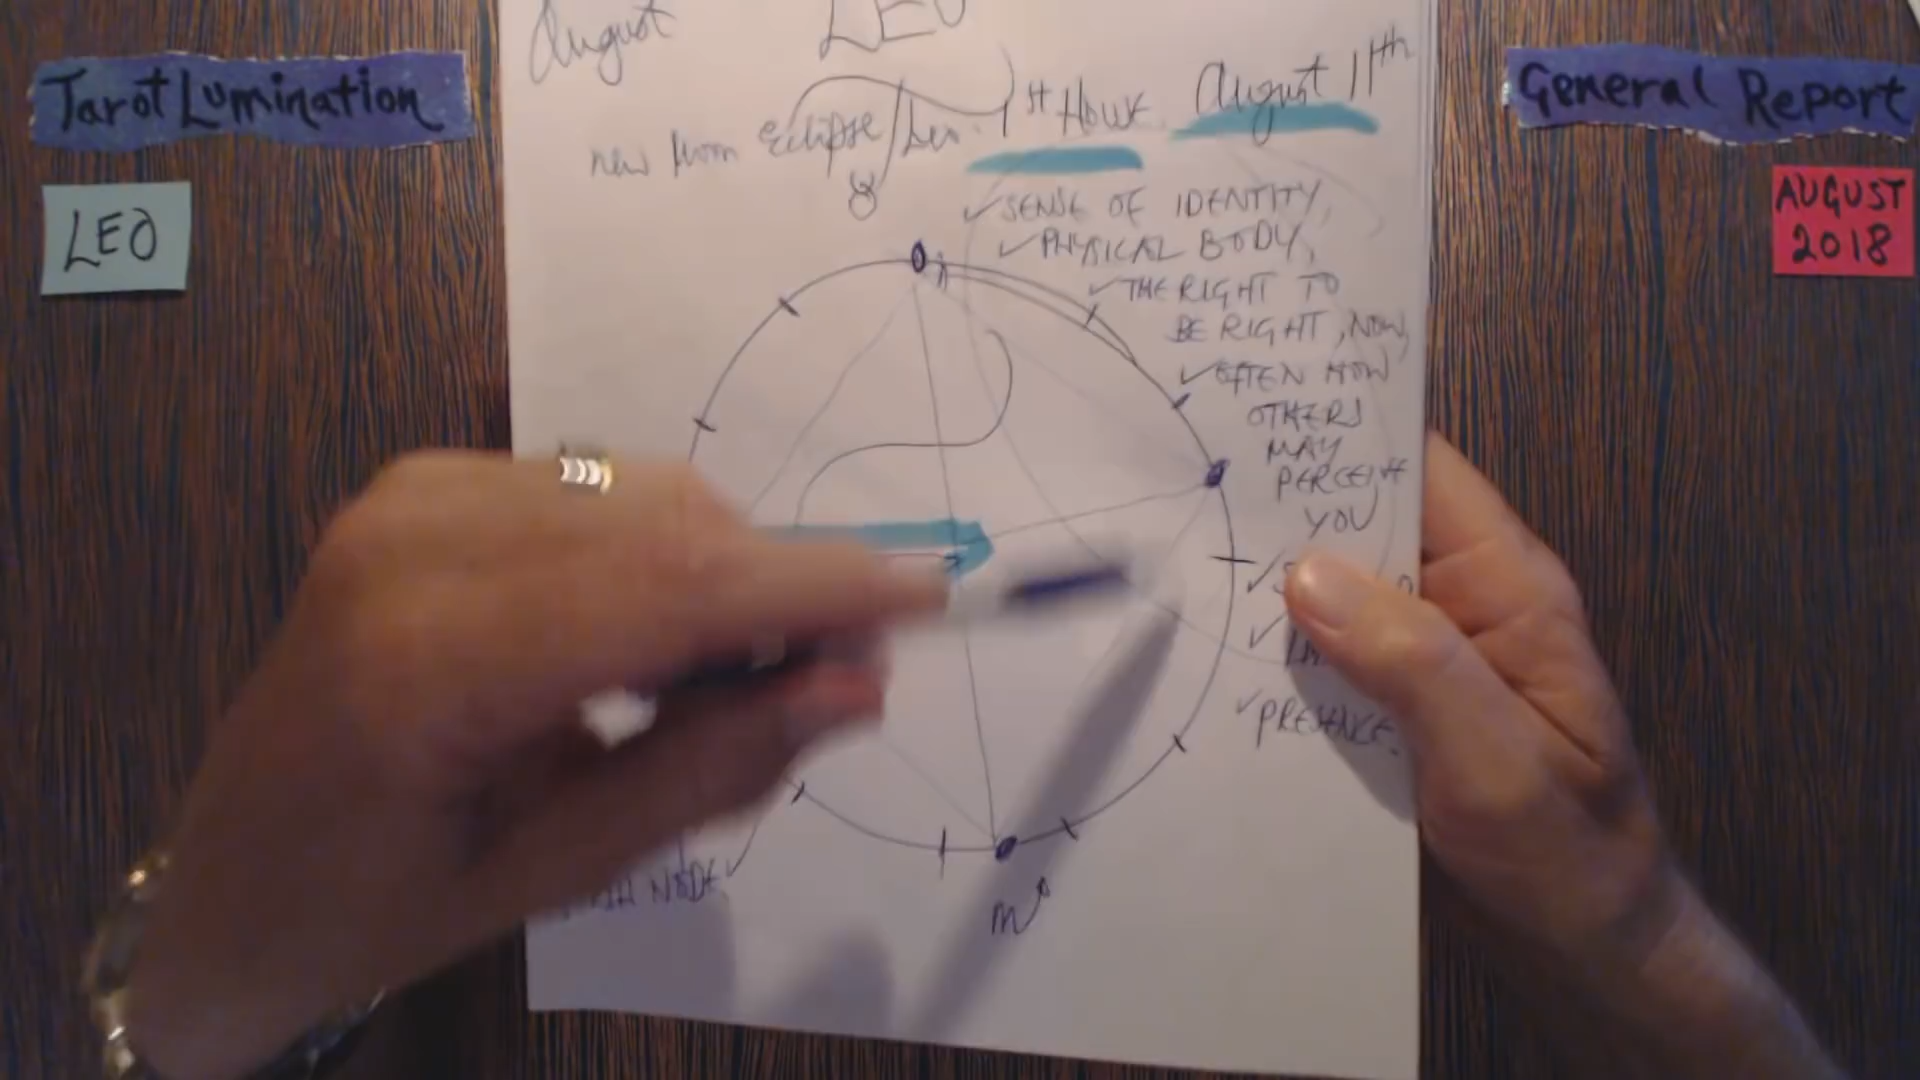 Tarot Lumination
LEO
General Report
AUGUST
2018
August
LEO
new moon Eclipse/Leo. 1st House August 11th
✓SENSE OF IDENTITY,
✓PHYSICAL BODY,
✓THE RIGHT TO
BE RIGHT, NOW,
✓OFTEN HOW
OTHERS
MAY
PERCEIVE
YOU
✓PRESENCE.
NODE